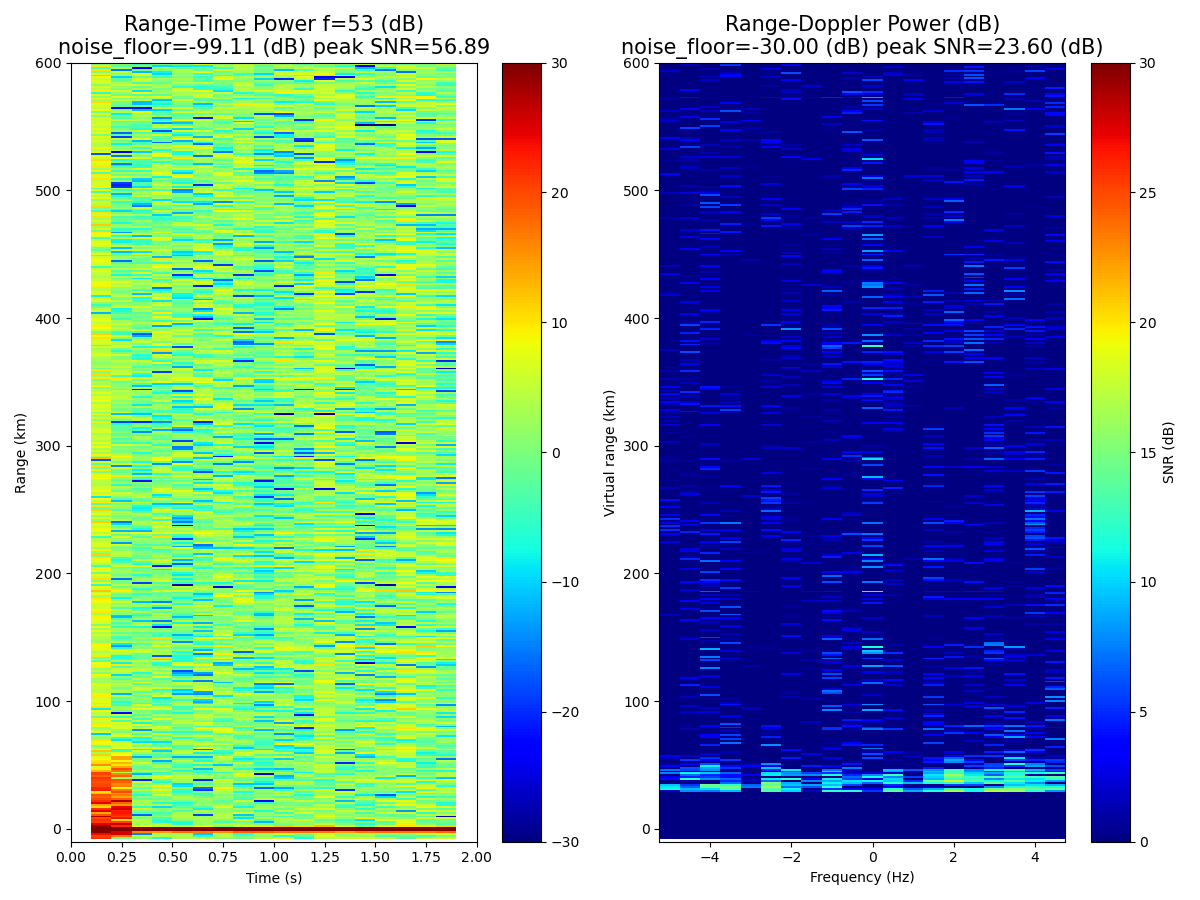 Range-Time Power f=53 (dB)
noise_floor=-99.11 (dB) peak SNR=56.89
Range (km)
600
500
400
300
200
100
0
0.00 0.25 0.50 0.75 1.00 1.25 1.50 1.75 2.00
Time (s)
30
20
10
0
−10
−20
−30
Range-Doppler Power (dB)
noise_floor=-30.00 (dB) peak SNR=23.60 (dB)
Virtual range (km)
600
500
400
300
200
100
0
−4 −2 0 2 4
Frequency (Hz)
30
25
20
15
10
5
0
SNR (dB)